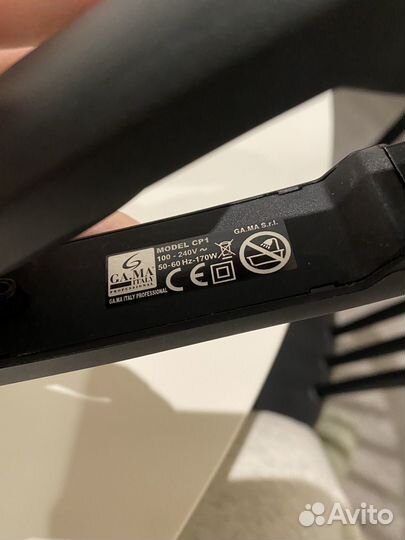 GA.MA
ITALY
PROFESSIONAL
GA.MA ITALY PROFESSIONAL
MODEL CP1
100 - 240V ~
50-60 Hz-170W
CE
GA.MA S.r.l.
Avito